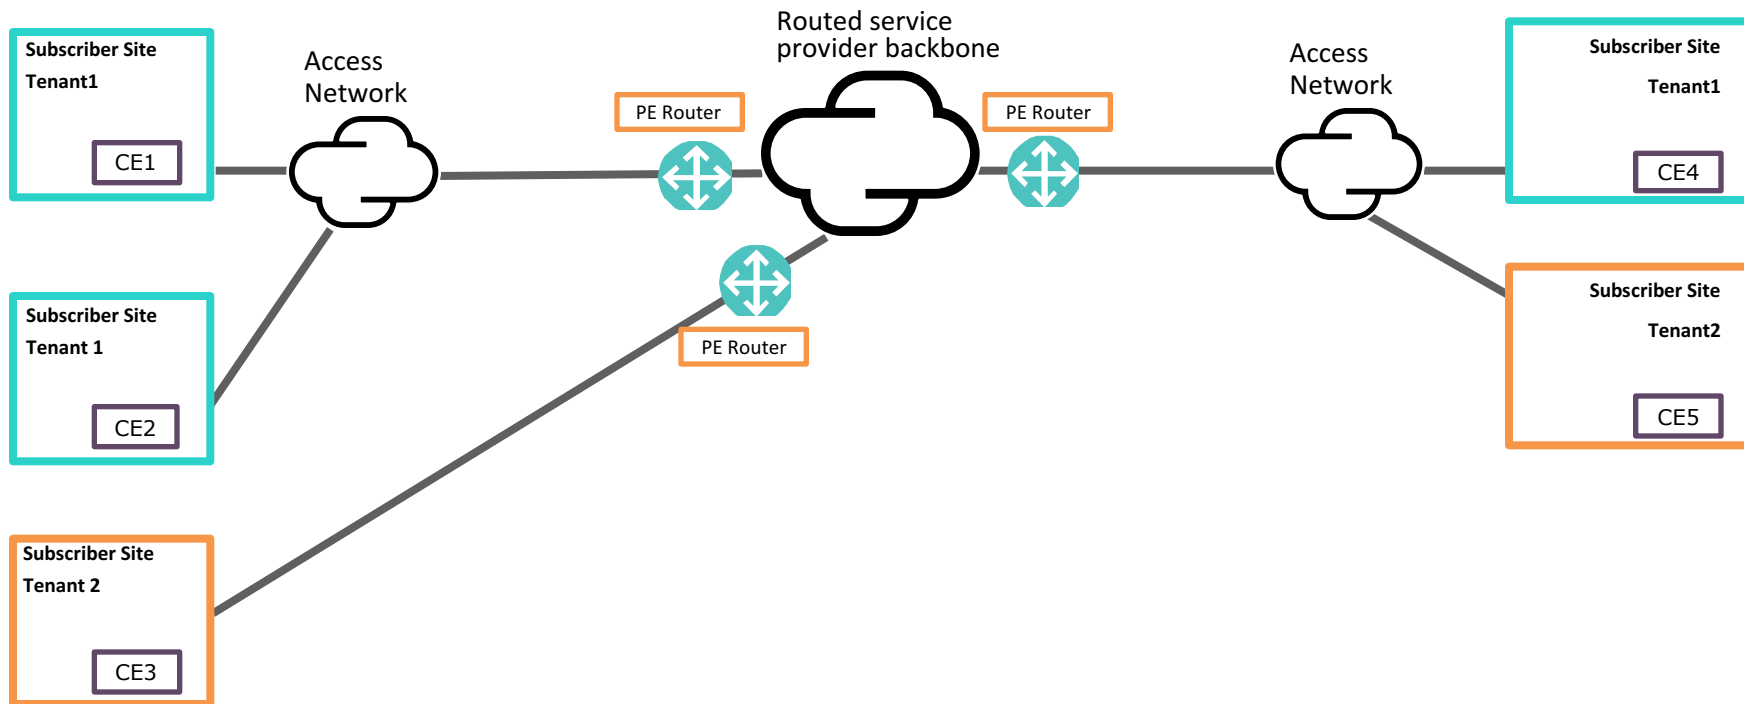 Routed service
provider backbone
Subscriber Site
Tenant1
CE1
Access
Network
PE Router
PE Router
Access
Network
Subscriber Site
Tenant1
CE4
Subscriber Site
Tenant 1
CE2
PE Router
Subscriber Site
Tenant2
CE5
Subscriber Site
Tenant 2
CE3